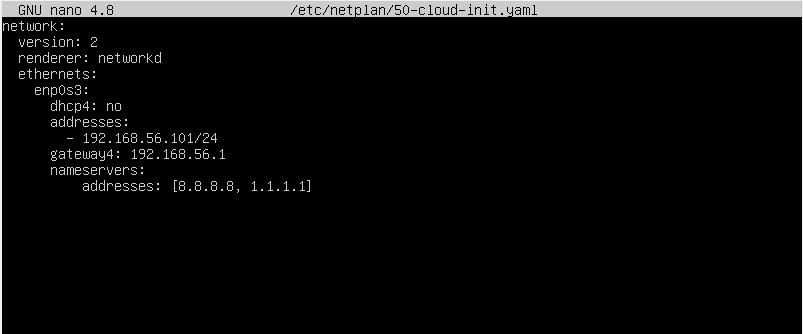 GNU nano 4.8 /etc/netplan/50-cloud-init.yaml
network:
  version: 2
  renderer: networkd
  ethernets:
    enp0s3:
      dhcp4: no
      addresses:
        - 192.168.56.101/24
      gateway4: 192.168.56.1
      nameservers:
          addresses: [8.8.8.8, 1.1.1.1]